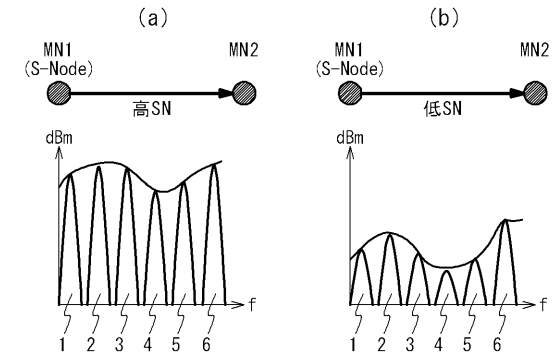 (a)
MN1
(S-Node)
MN2
高SN
dBm
f
1 2 3 4 5 6
(b)
MN1
(S-Node)
MN2
低SN
dBm
f
1 2 3 4 5 6